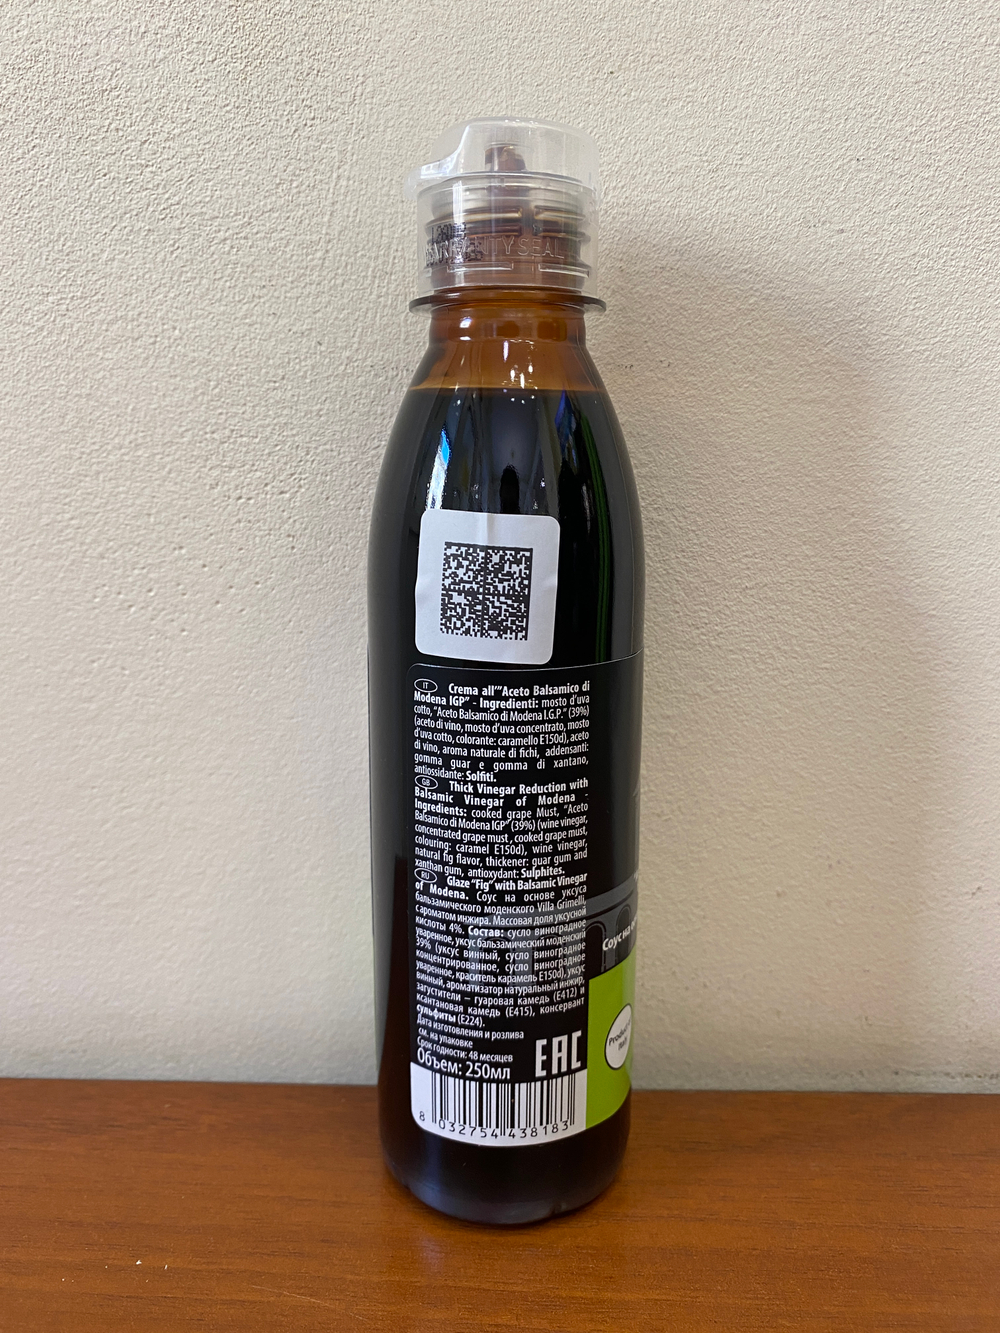 ITY SEAL
IT Crema all'"Aceto Balsamico di
Modena IGP" - Ingredienti: mosto d'uva
cotto, "Aceto Balsamico di Modena I.G.P." (39%)
(aceto di vino, mosto d'uva concentrato, mosto
d'uva cotto, colorante: caramello E150d), aceto
di vino, aroma naturale di fichi, addensanti:
gomma guar e gomma di xantano,
antiossidante: Solfiti.
GB Thick Vinegar Reduction with
Balsamic Vinegar of Modena -
Ingredients: cooked grape Must, "Aceto
Balsamico di Modena IGP" (39%) (wine vinegar,
concentrated grape must , cooked grape must,
colouring: caramel E150d), wine vinegar,
natural fig flavor, thickener: guar gum and
xanthan gum, antioxydant: Sulphites.
RU Glaze "Fig" with Balsamic Vinegar
of Modena. Соус на основе уксуса
бальзамического моденского Villa Grimelli,
с ароматом инжира. Массовая доля уксусной
кислоты 4%. Состав: сусло виноградное
уваренное, уксус бальзамический моденский
39% (уксус винный, сусло виноградное
концентрированное, сусло виноградное
уваренное, краситель карамель E150d), уксус
винный, ароматизатор натуральный инжир,
загустители – гуаровая камедь (E412) и
ксантановая камедь (E415), консервант
сульфиты (E224).
Дата изготовления и розлива
см. на упаковке
Срок годности: 48 месяцев
Объем: 250мл
EAC
8 032754 438183
Соус на
Product